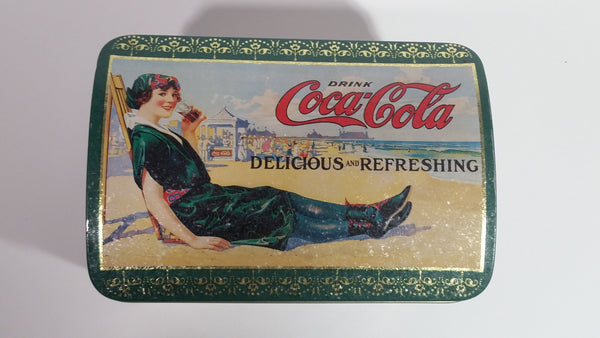 DRINK
Coca-Cola
DELICIOUS AND REFRESHING